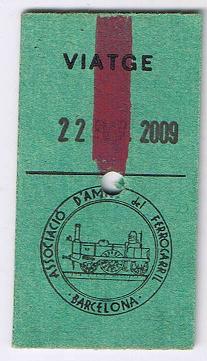 VIATGE
22 2009
ASSOCIACIÓ D'AMICS del FERROCARRIL
· BARCELONA ·